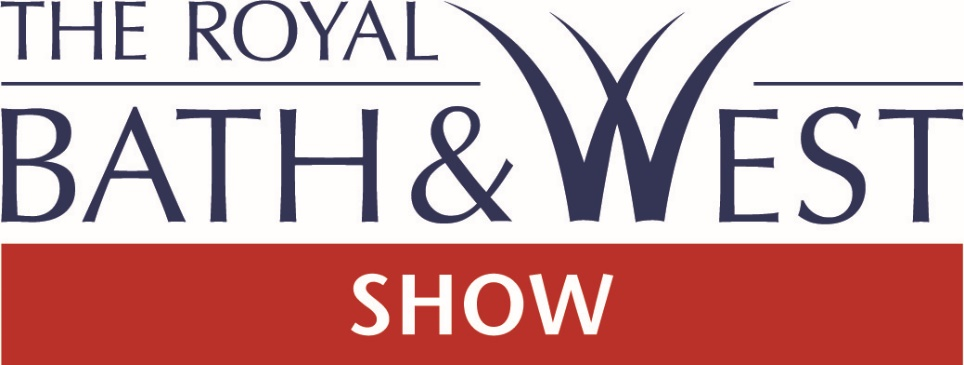 THE ROYAL
BATH & WEST
SHOW